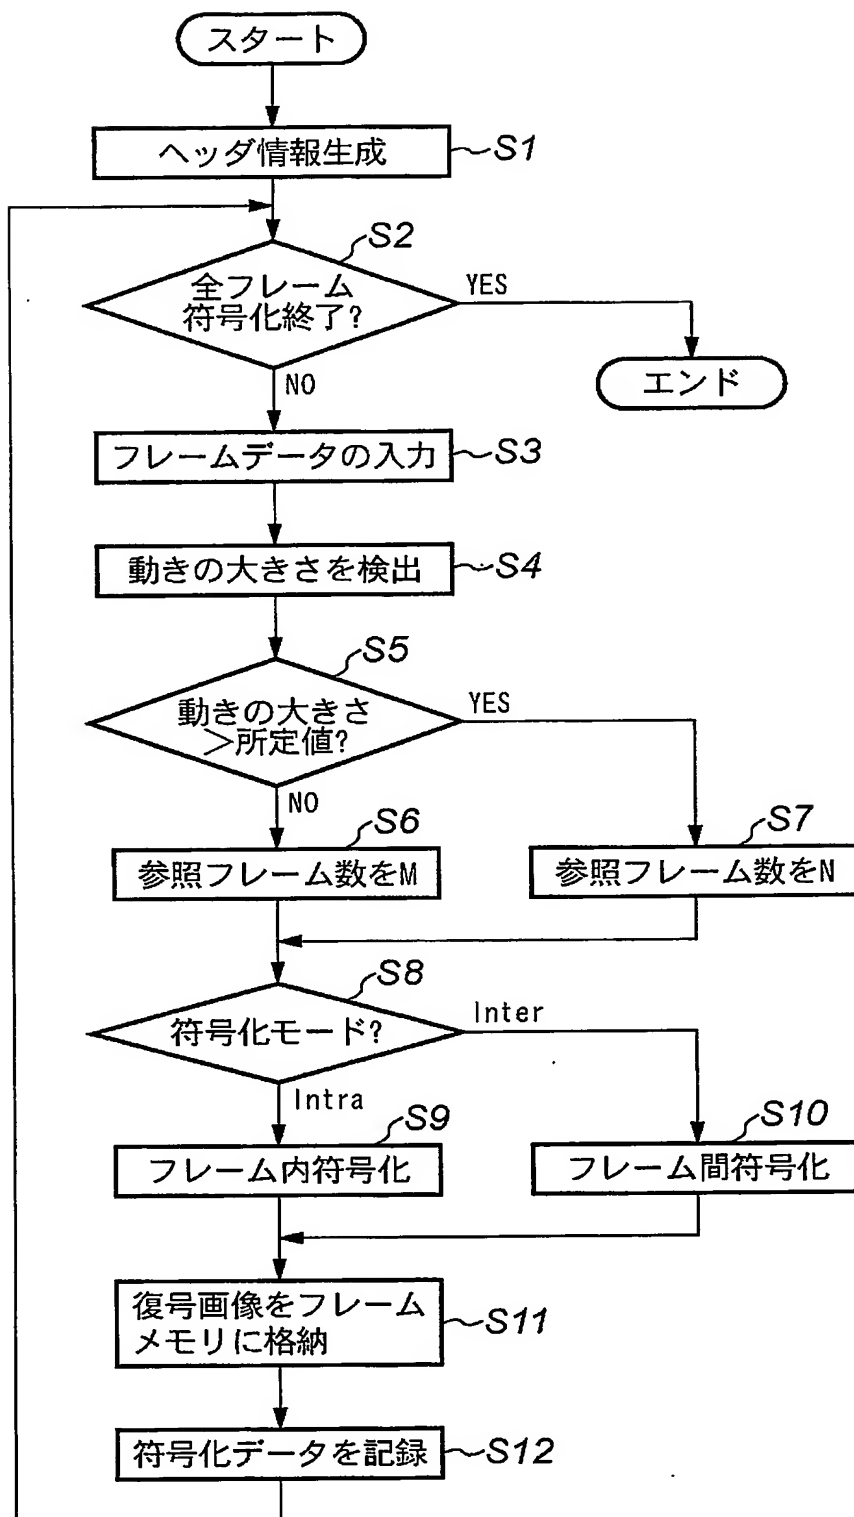 スタート
ヘッダ情報生成
S1
S2
全フレーム
符号化終了?
YES
エンド
NO
フレームデータの入力
S3
動きの大きさを検出
S4
S5
動きの大きさ
>所定値?
YES
NO
S6
参照フレーム数をM
S7
参照フレーム数をN
S8
符号化モード?
Inter
Intra
S9
フレーム内符号化
S10
フレーム間符号化
復号画像をフレーム
メモリに格納
S11
符号化データを記録
S12